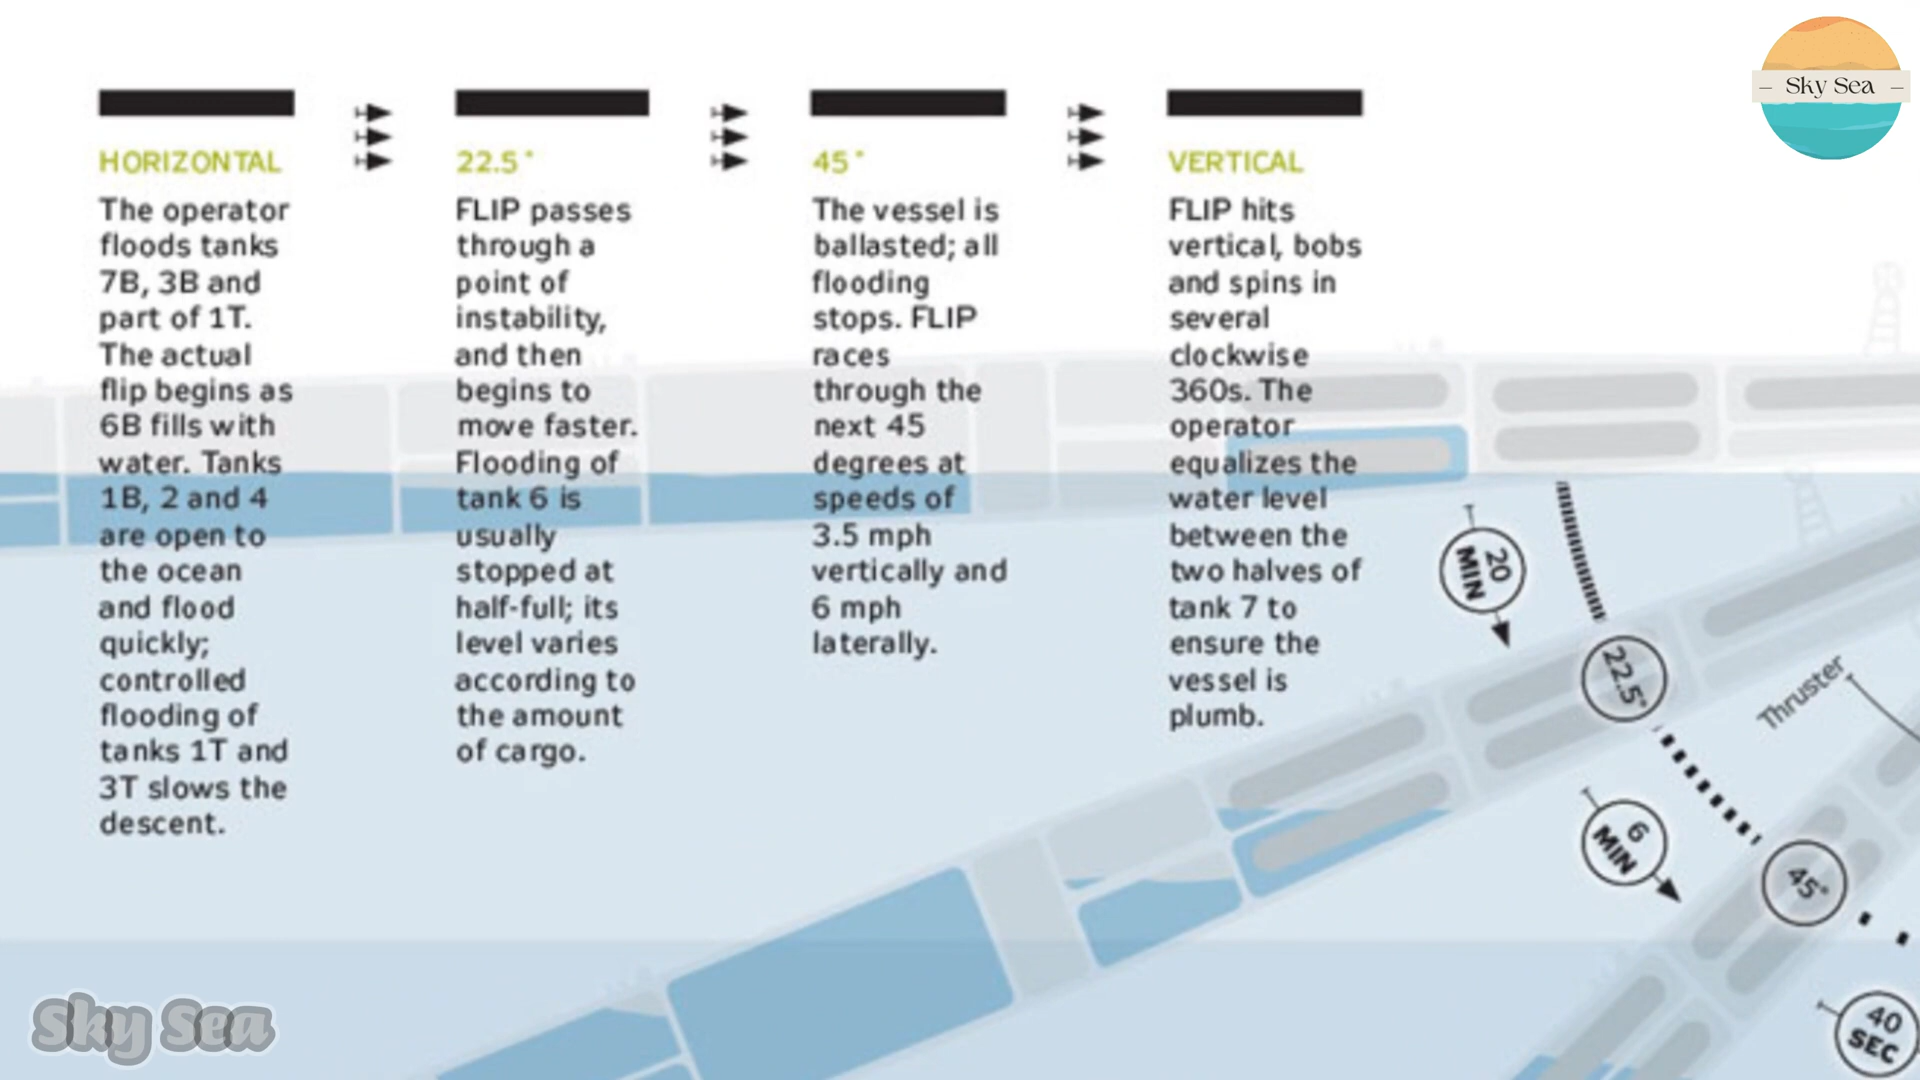 Sky Sea
HORIZONTAL
The operator
floods tanks
7B, 3B and
part of 1T.
The actual
flip begins as
6B fills with
water. Tanks
1B, 2 and 4
are open to
the ocean
and flood
quickly;
controlled
flooding of
tanks 1T and
3T slows the
descent.
22.5°
FLIP passes
through a
point of
instability,
and then
begins to
move faster.
Flooding of
tank 6 is
usually
stopped at
half-full; its
level varies
according to
the amount
of cargo.
45°
The vessel is
ballasted; all
flooding
stops. FLIP
races
through the
next 45
degrees at
speeds of
3.5 mph
vertically and
6 mph
laterally.
VERTICAL
FLIP hits
vertical, bobs
and spins in
several
clockwise
360s. The
operator
equalizes the
water level
between the
two halves of
tank 7 to
ensure the
vessel is
plumb.
20
MIN
22.5°
Thruster
6
MIN
45°
40
SEC
Sky Sea